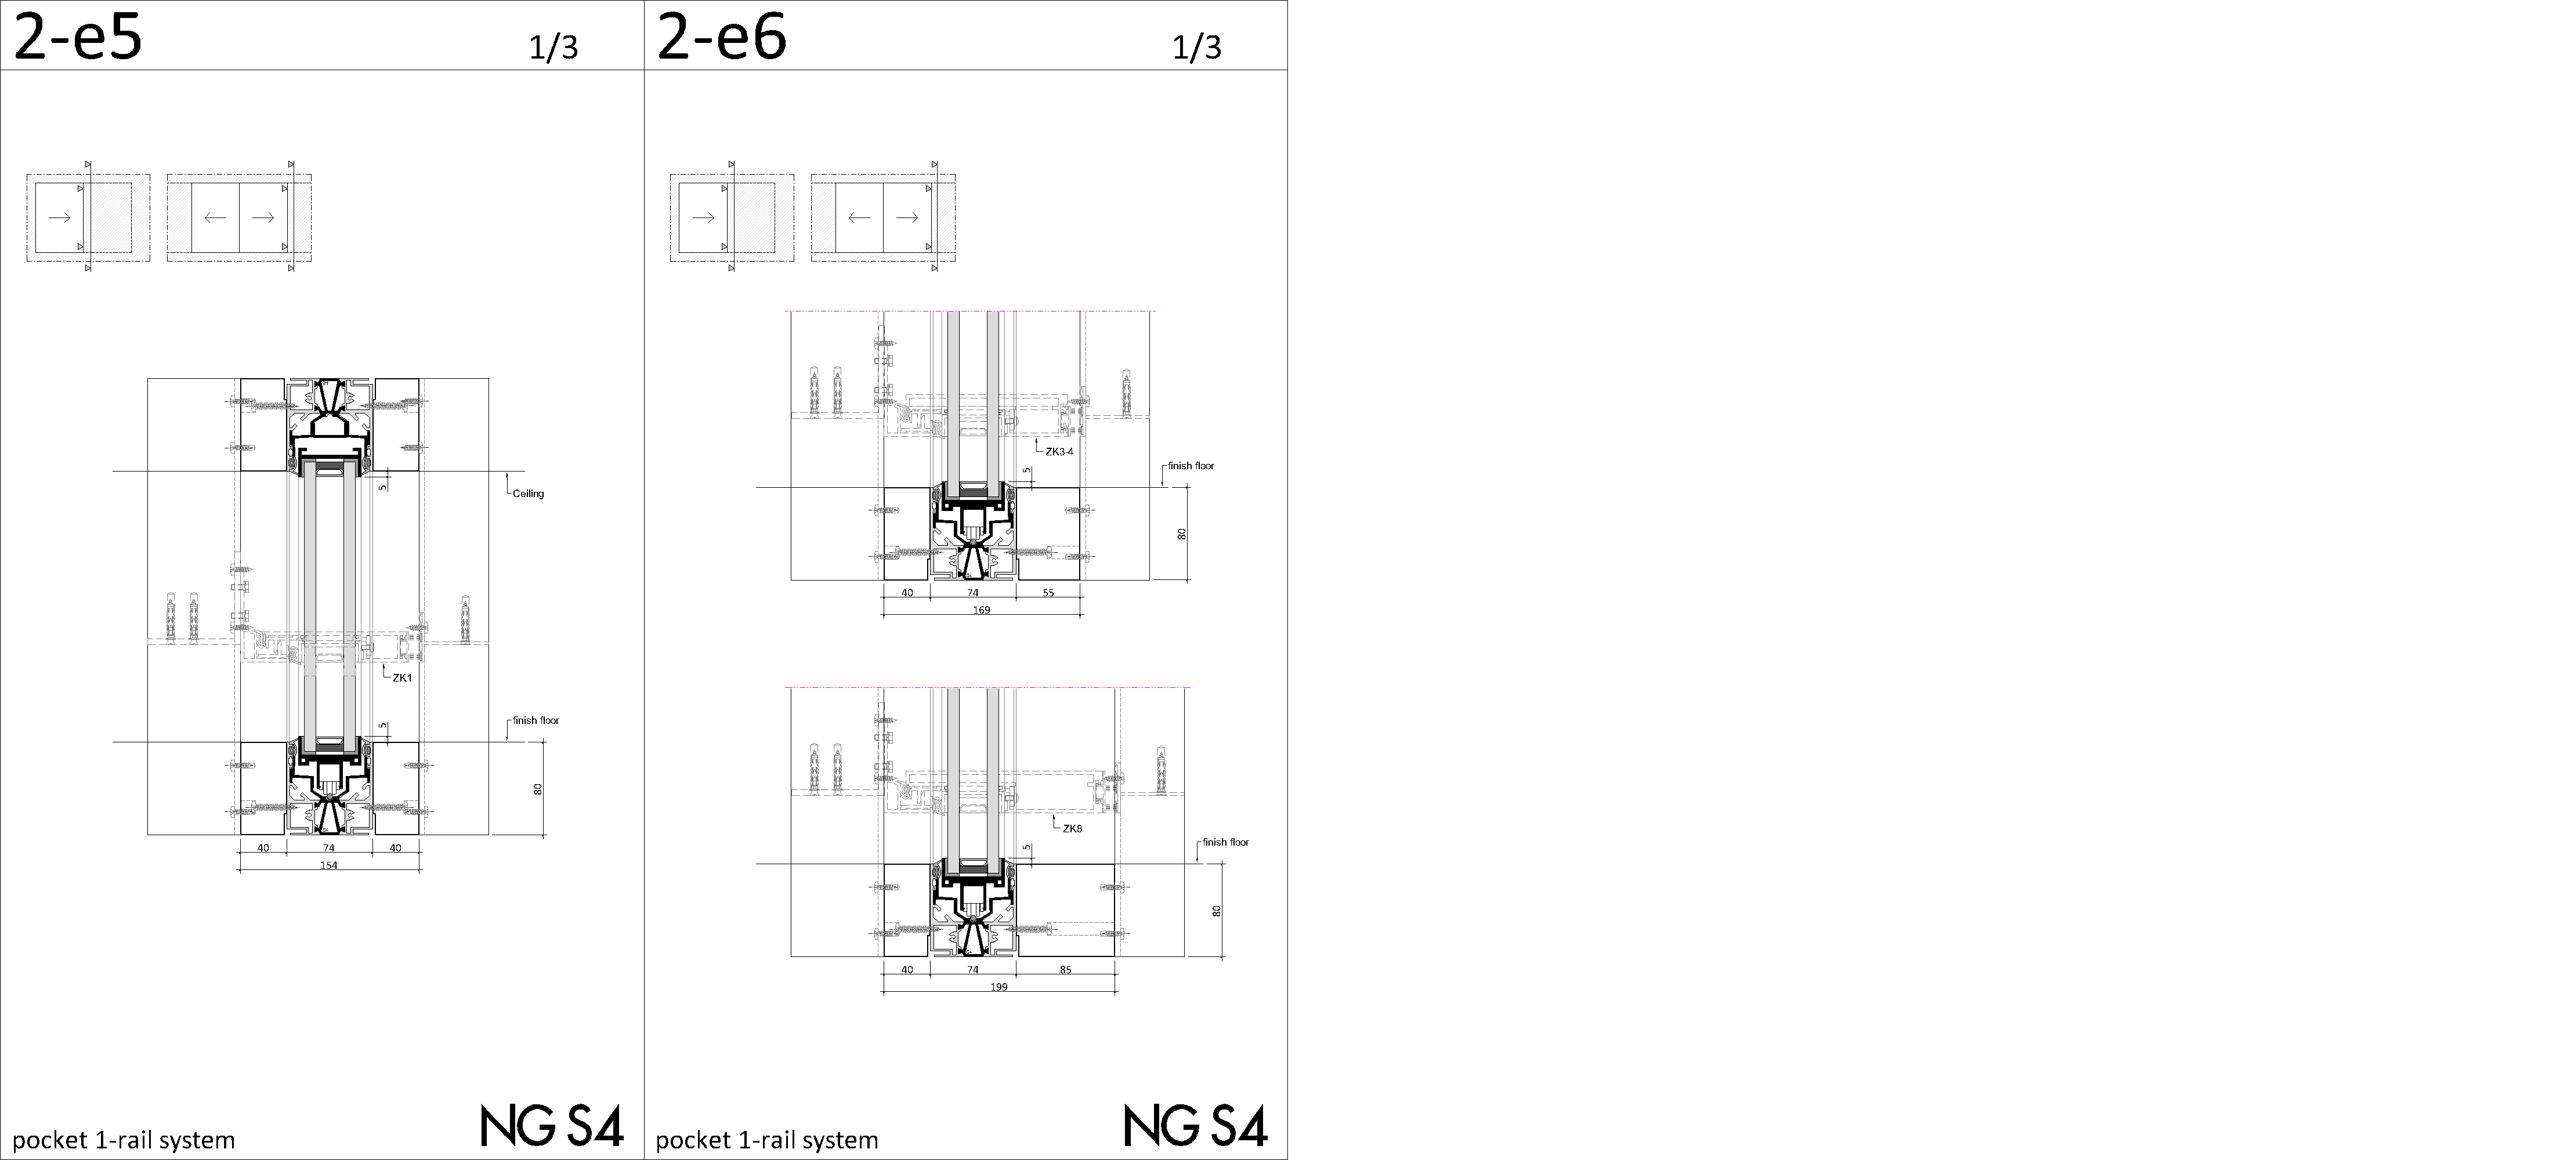 2-e5
1/3
5
Ceiling
ZK1
5
finish floor
80
40
74
40
154
pocket 1-rail system
NG S4
2-e6
1/3
ZK3-4
5
finish floor
80
40
74
55
169
ZK8
5
finish floor
80
40
74
85
199
pocket 1-rail system
NG S4